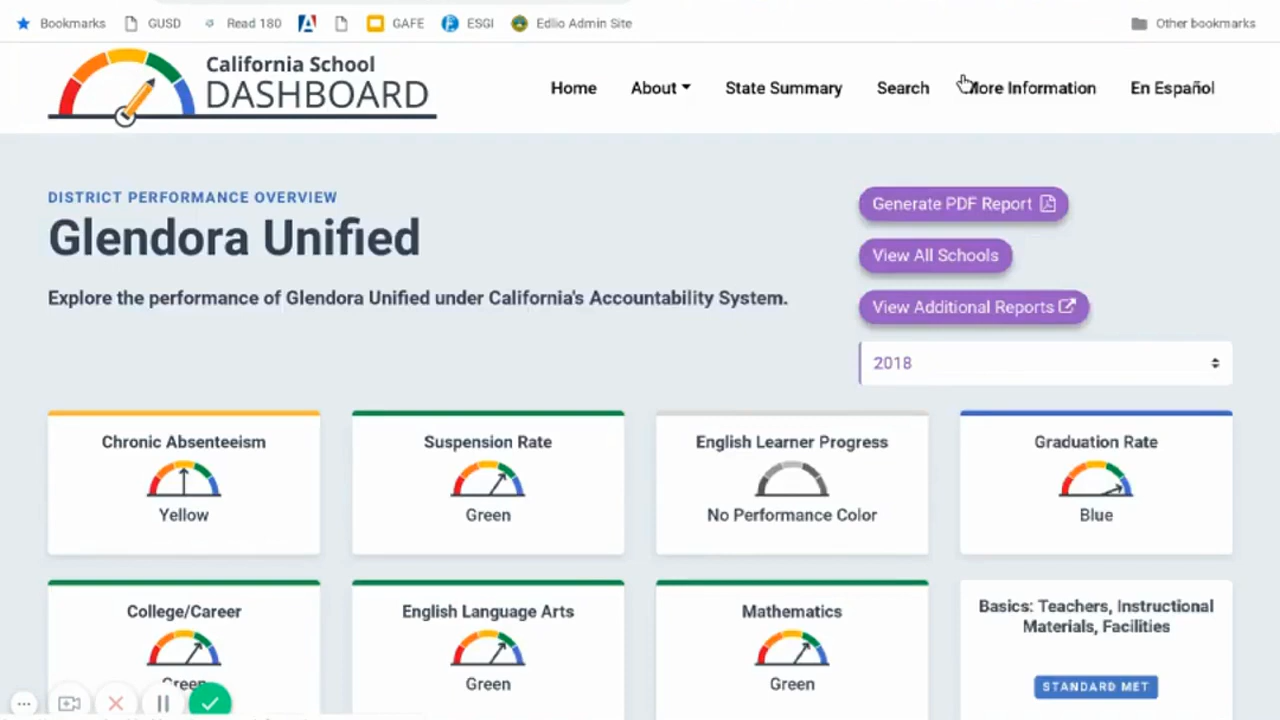 Bookmarks GUSD Read 180 GAFE ESGI Edlio Admin Site Other bookmarks
California School
DASHBOARD
Home About State Summary Search More Information En Español
DISTRICT PERFORMANCE OVERVIEW
Glendora Unified
Explore the performance of Glendora Unified under California's Accountability System.
Generate PDF Report
View All Schools
View Additional Reports
2018
Chronic Absenteeism
Yellow
Suspension Rate
Green
English Learner Progress
No Performance Color
Graduation Rate
Blue
College/Career
Green
English Language Arts
Green
Mathematics
Green
Basics: Teachers, Instructional
Materials, Facilities
STANDARD MET